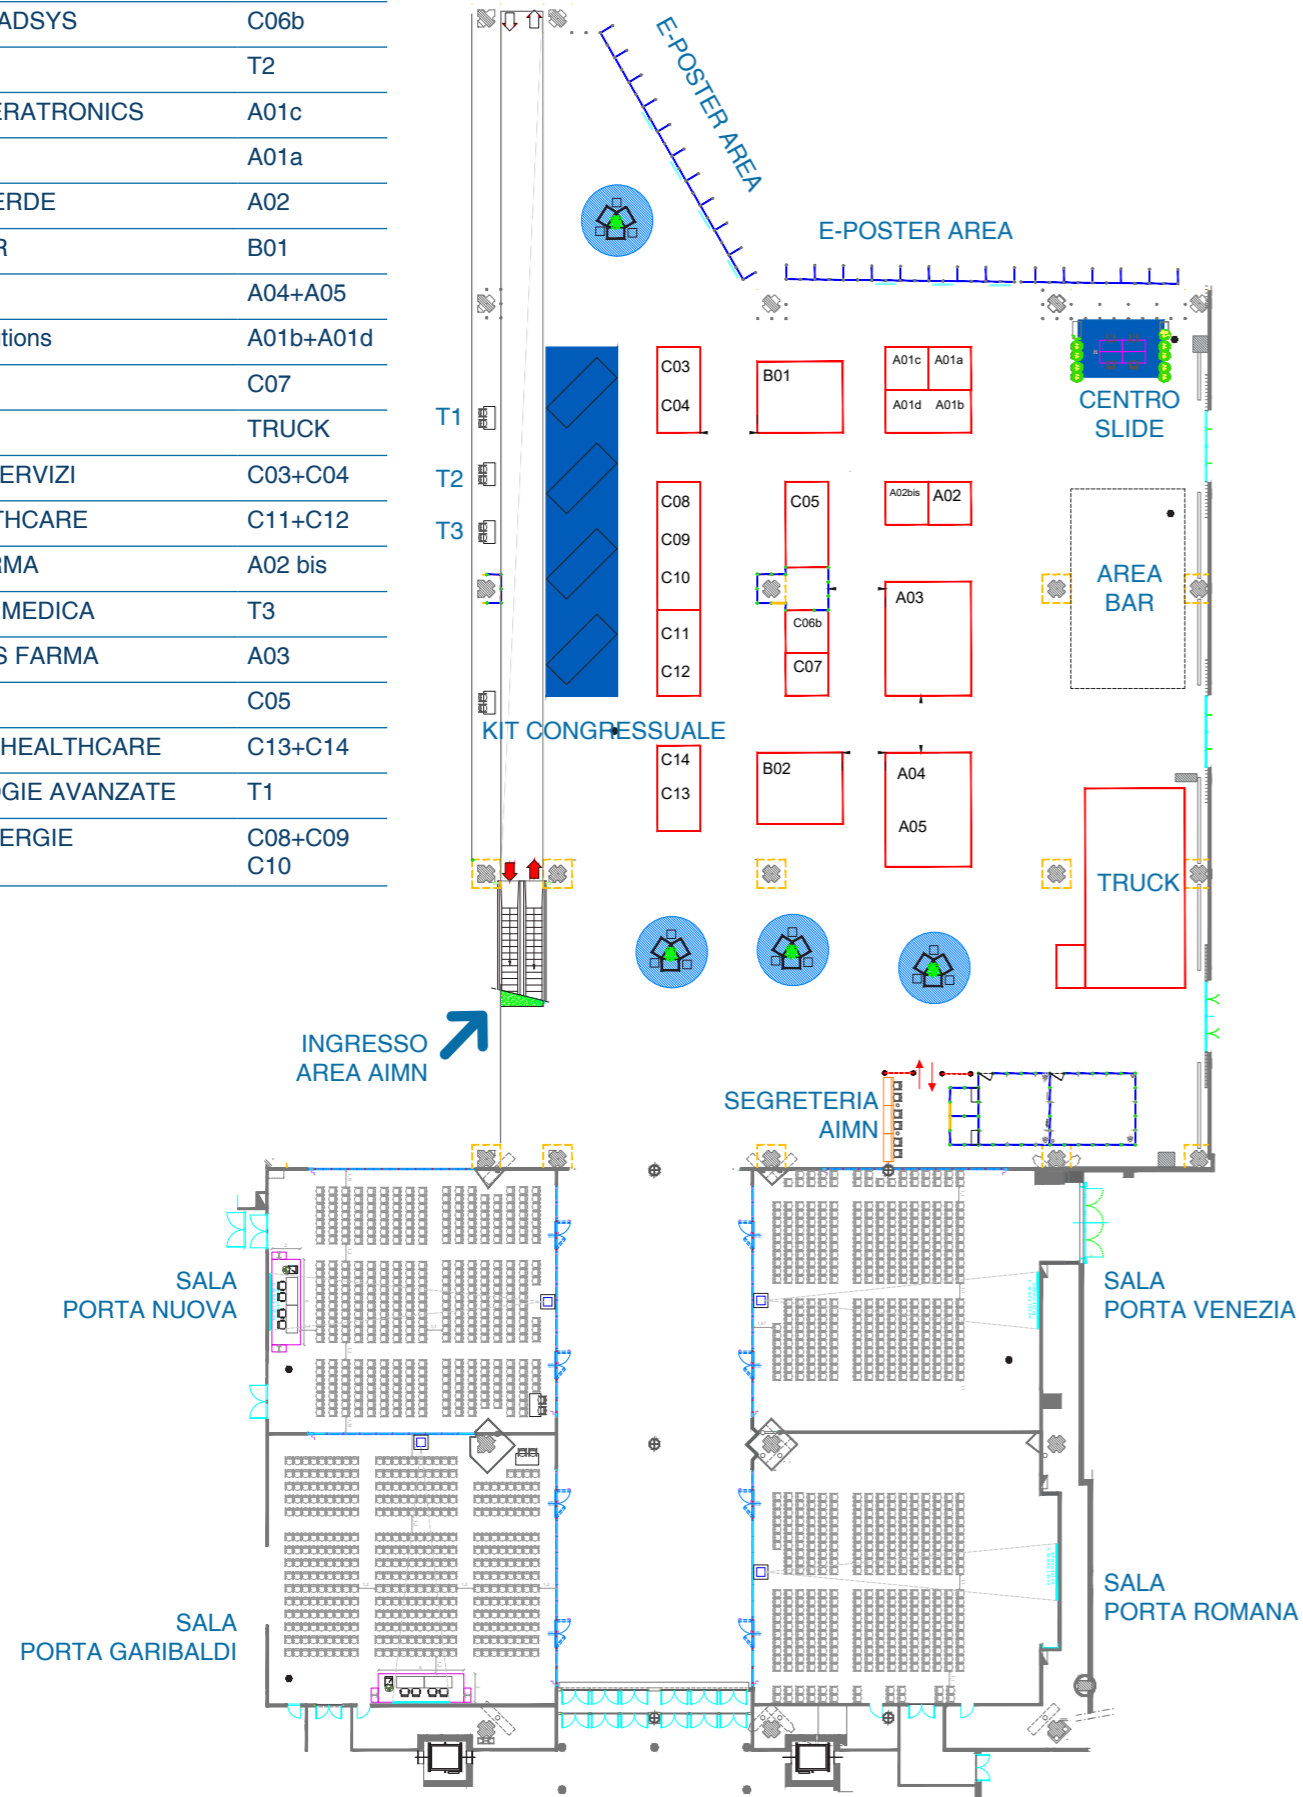 ADSYS C06b
T2
ERATRONICS A01c
A01a
ERDE A02
R B01
A04+A05
tions A01b+A01d
C07
TRUCK
ERVIZI C03+C04
THCARE C11+C12
RMA A02 bis
MEDICA T3
S FARMA A03
C05
HEALTHCARE C13+C14
OGIE AVANZATE T1
ERGIE C08+C09
C10
E-POSTER AREA
E-POSTER AREA
C03
C04
B01
A01c A01a
A01d A01b
CENTRO
SLIDE
T1
T2
T3
C08
C09
C10
C11
C12
C05
C06b
C07
A02bis A02
A03
AREA
BAR
KIT CONGRESSUALE
C14
C13
B02
A04
A05
TRUCK
INGRESSO
AREA AIMN
SEGRETERIA
AIMN
SALA
PORTA NUOVA
SALA
PORTA VENEZIA
SALA
PORTA GARIBALDI
SALA
PORTA ROMANA